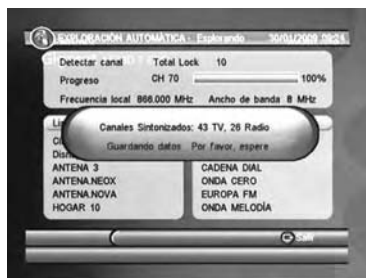 EXPLORACIÓN AUTOMÁTICA - Explorando 30/01/2009 09:24
Detectar canal Total Lock 10
Progreso CH 70 100%
Frecuencia local 866.000 MHz Ancho de banda 8 MHz
Canales Sintonizados: 43 TV, 26 Radio
Guardando datos Por favor, espere
ANTENA 3
ANTENA.NEOX
ANTENA.NOVA
HOGAR 10
CADENA DIAL
ONDA CERO
EUROPA FM
ONDA MELODÍA